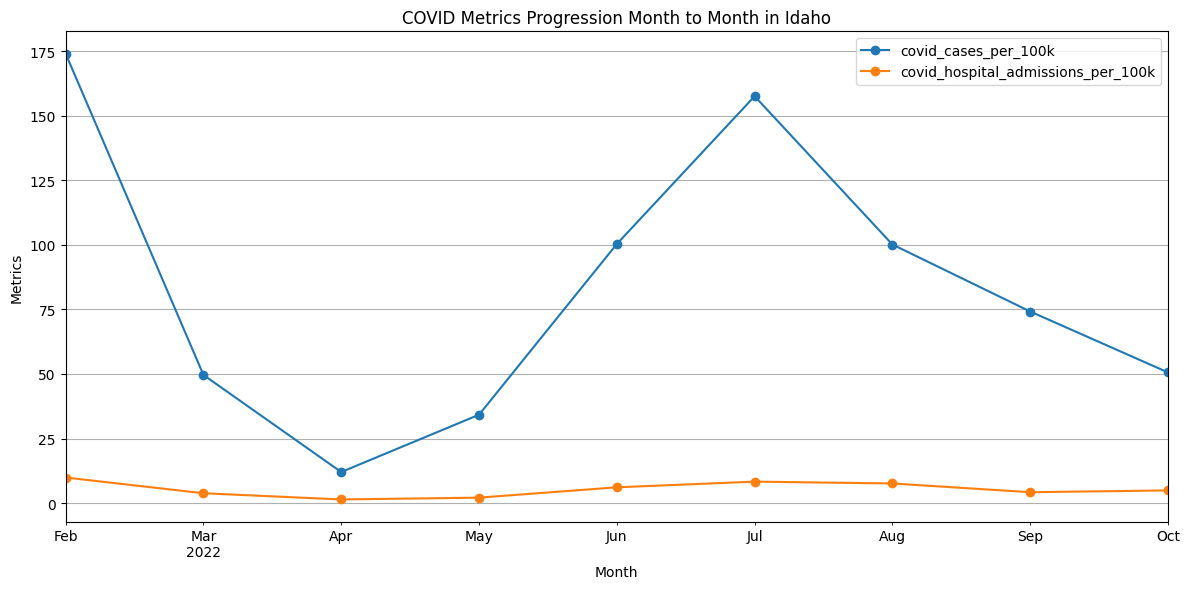 COVID Metrics Progression Month to Month in Idaho
covid_cases_per_100k
covid_hospital_admissions_per_100k
175
150
125
100
75
50
25
0
Metrics
Feb Mar Apr May Jun Jul Aug Sep Oct
2022
Month